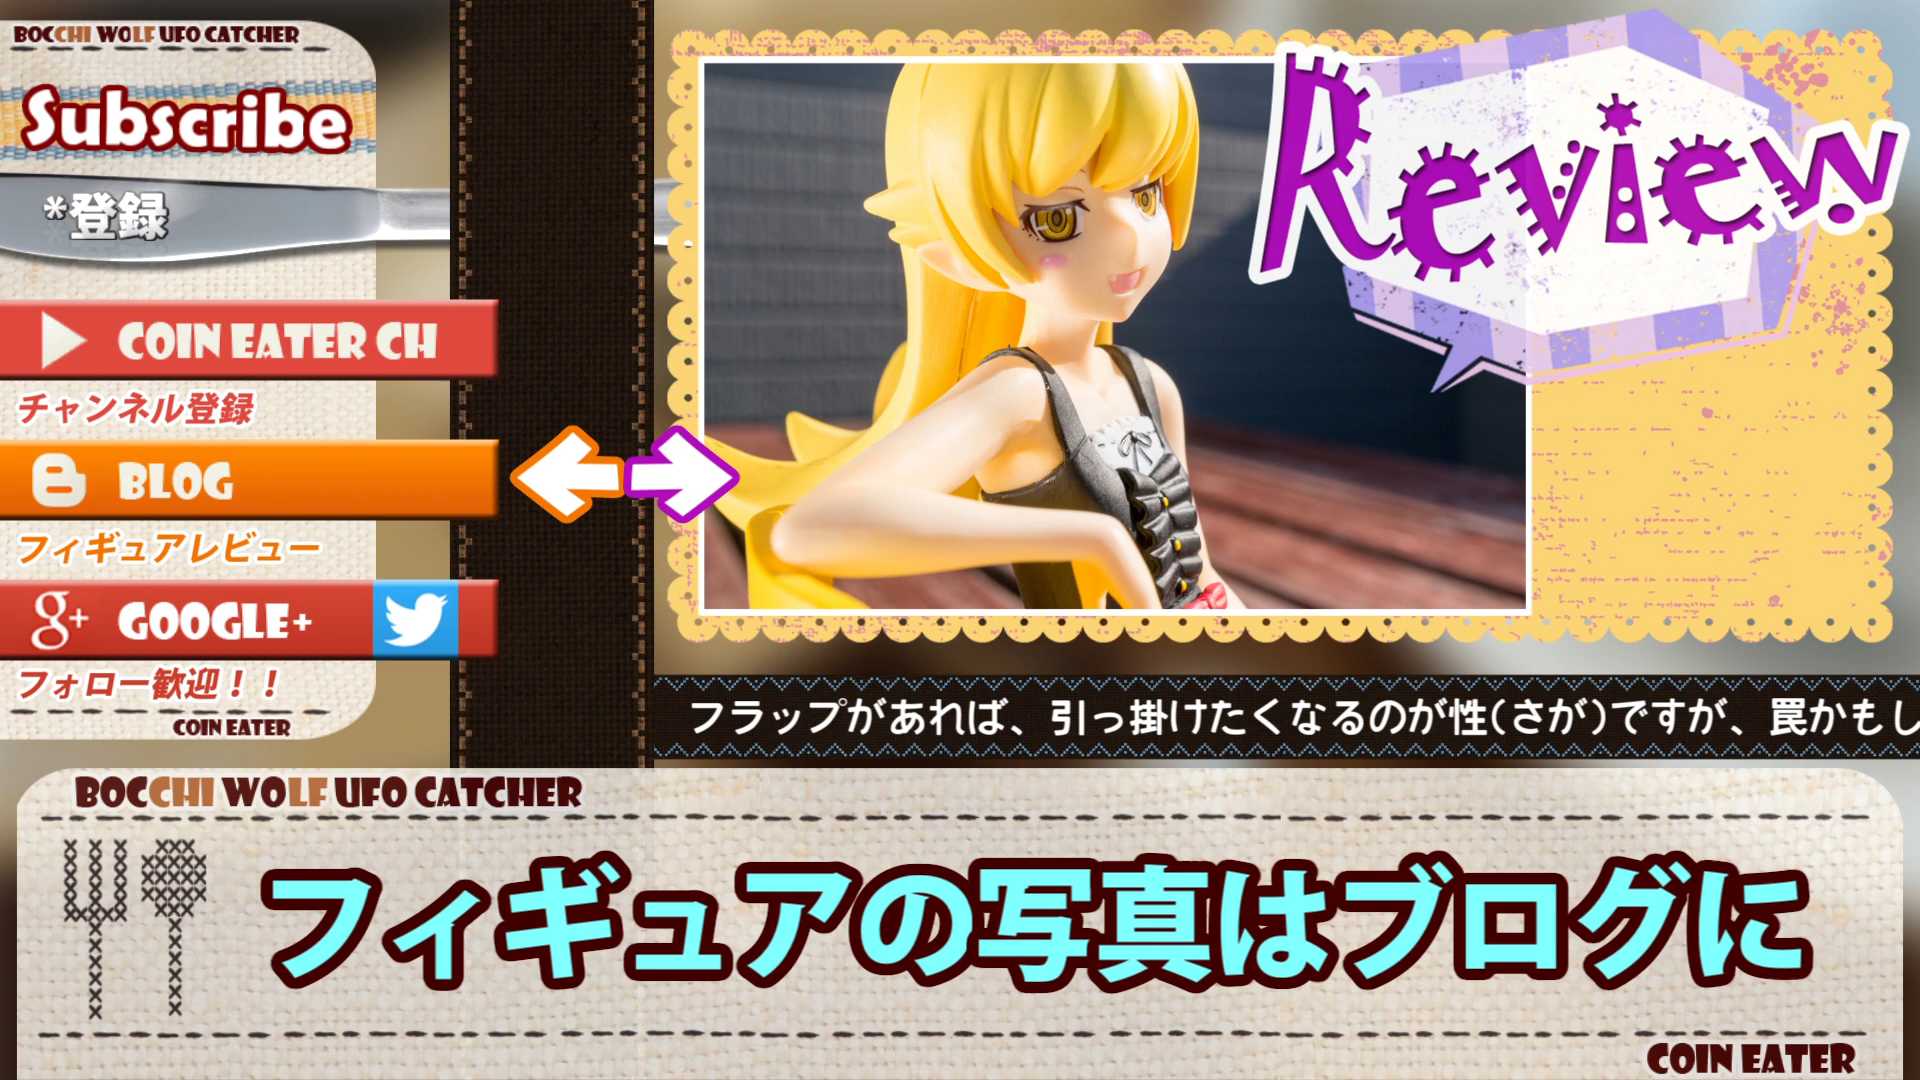 BOCCHI WOLF UFO CATCHER
Subscribe
*登録
COIN EATER CH
チャンネル登録
BLOG
フィギュアレビュー
g+ GOOGLE+
フォロー歓迎！！
COIN EATER
Review
フラップがあれば、引っ掛けたくなるのが性(さが)ですが、罠かもし
BOCCHI WOLF UFO CATCHER
フィギュアの写真はブログに
COIN EATER